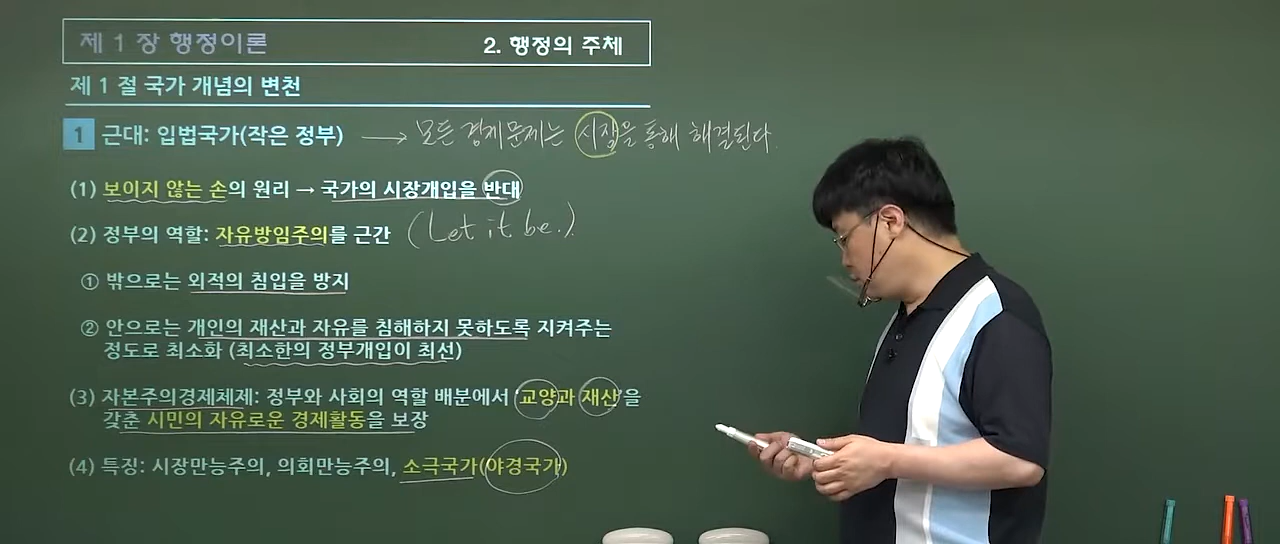 제 1 장 행정이론 2. 행정의 주체
제 1 절 국가 개념의 변천
1 근대: 입법국가(작은 정부) → 모든 경제문제는 시장을 통해 해결된다.
(1) 보이지 않는 손의 원리 → 국가의 시장개입을 반대
(2) 정부의 역할: 자유방임주의를 근간 (Let it be.)
① 밖으로는 외적의 침입을 방지
② 안으로는 개인의 재산과 자유를 침해하지 못하도록 지켜주는
정도로 최소화 (최소한의 정부개입이 최선)
(3) 자본주의경제체제: 정부와 사회의 역할 배분에서 '교양과 재산'을
갖춘 시민의 자유로운 경제활동을 보장
(4) 특징: 시장만능주의, 의회만능주의, 소극국가(야경국가)